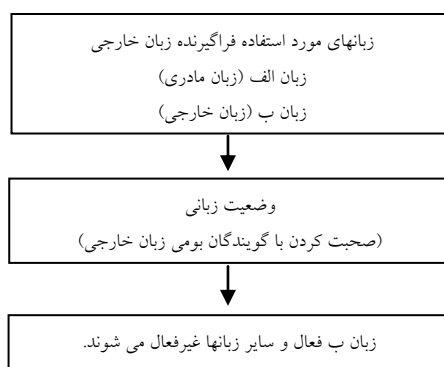 زبانهای مورد استفاده فراگیرنده زبان خارجی
زبان الف (زبان مادری)
زبان ب (زبان خارجی)
وضعیت زبانی
(صحبت کردن با گویندگان بومی زبان خارجی)
زبان ب فعال و سایر زبانها غیرفعال می شوند.